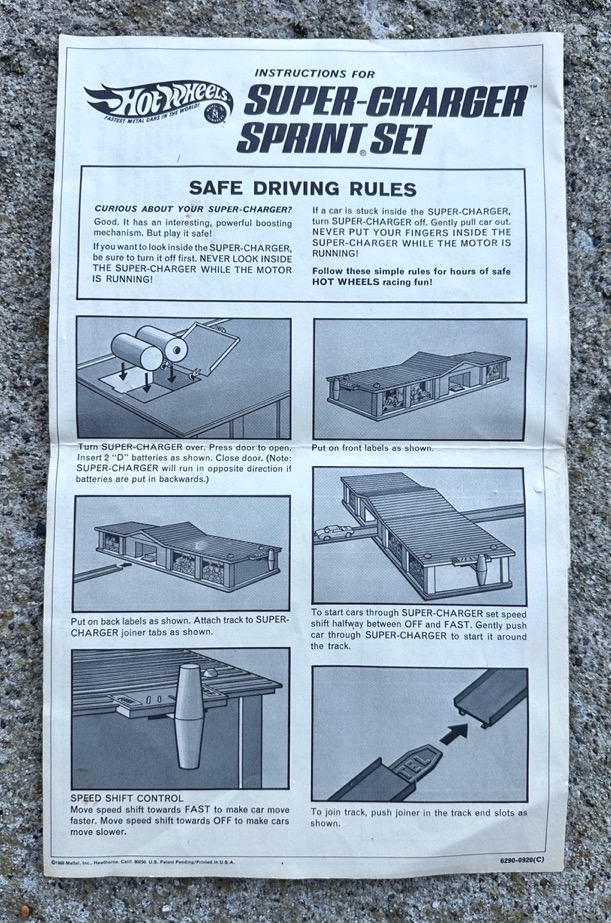 INSTRUCTIONS FOR
HOT WHEELS
FASTEST METAL CARS IN THE WORLD!
SUPER-CHARGER™
SPRINT® SET
SAFE DRIVING RULES
CURIOUS ABOUT YOUR SUPER-CHARGER?
Good. It has an interesting, powerful boosting
mechanism. But play it safe!
If you want to look inside the SUPER-CHARGER,
be sure to turn it off first. NEVER LOOK INSIDE
THE SUPER-CHARGER WHILE THE MOTOR
IS RUNNING!
If a car is stuck inside the SUPER-CHARGER,
turn SUPER-CHARGER off. Gently pull car out.
NEVER PUT YOUR FINGERS INSIDE THE
SUPER-CHARGER WHILE THE MOTOR IS
RUNNING!
Follow these simple rules for hours of safe
HOT WHEELS racing fun!
Turn SUPER-CHARGER over. Press door to open.
Insert 2 "D" batteries as shown. Close door. (Note:
SUPER-CHARGER will run in opposite direction if
batteries are put in backwards.)
Put on front labels as shown.
Put on back labels as shown. Attach track to SUPER-
CHARGER joiner tabs as shown.
To start cars through SUPER-CHARGER set speed
shift halfway between OFF and FAST. Gently push
car through SUPER-CHARGER to start it around
the track.
SPEED SHIFT CONTROL
Move speed shift towards FAST to make car move
faster. Move speed shift towards OFF to make cars
move slower.
To join track, push joiner in the track end slots as
shown.
©1968 Mattel, Inc., Hawthorne, Calif. 90250. U.S. Patent Pending/Printed in U.S.A.
6290-0920(C)